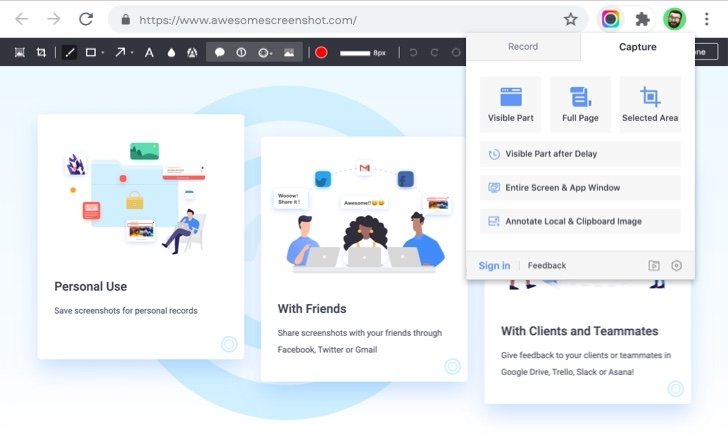 https://www.awesomescreenshot.com/
8px
one
Record
Capture
Visible Part
Full Page
Selected Area
Visible Part after Delay
Entire Screen & App Window
Annotate Local & Clipboard Image
Sign in
Feedback
Personal Use
Save screenshots for personal records
Wooow!
Share it !
Awesome!!
With Friends
Share screenshots with your friends through
Facebook, Twitter or Gmail
With Clients and Teammates
Give feedback to your clients or teammates in
Google Drive, Trello, Slack or Asana!